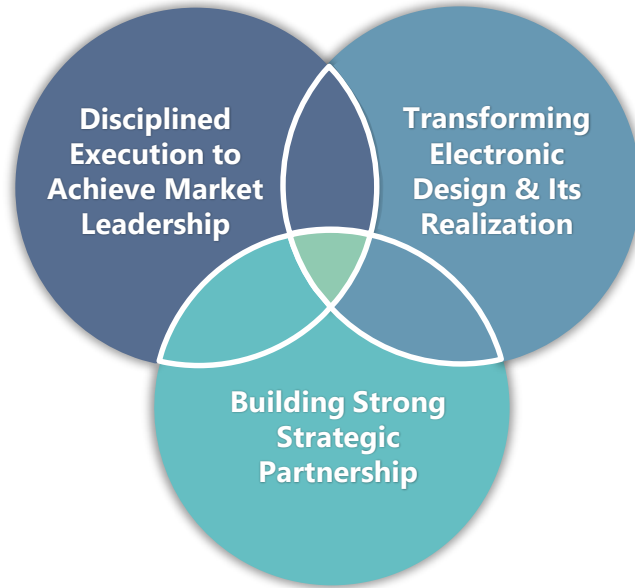 Disciplined
Execution to
Achieve Market
Leadership
Transforming
Electronic
Design & Its
Realization
Building Strong
Strategic
Partnership